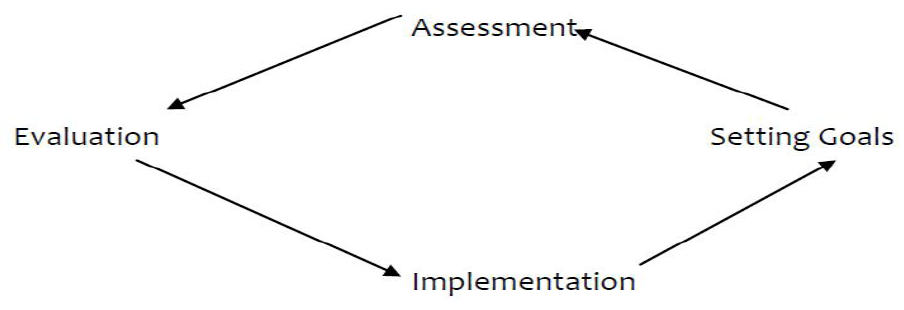 Assessment
Evaluation
Setting Goals
Implementation